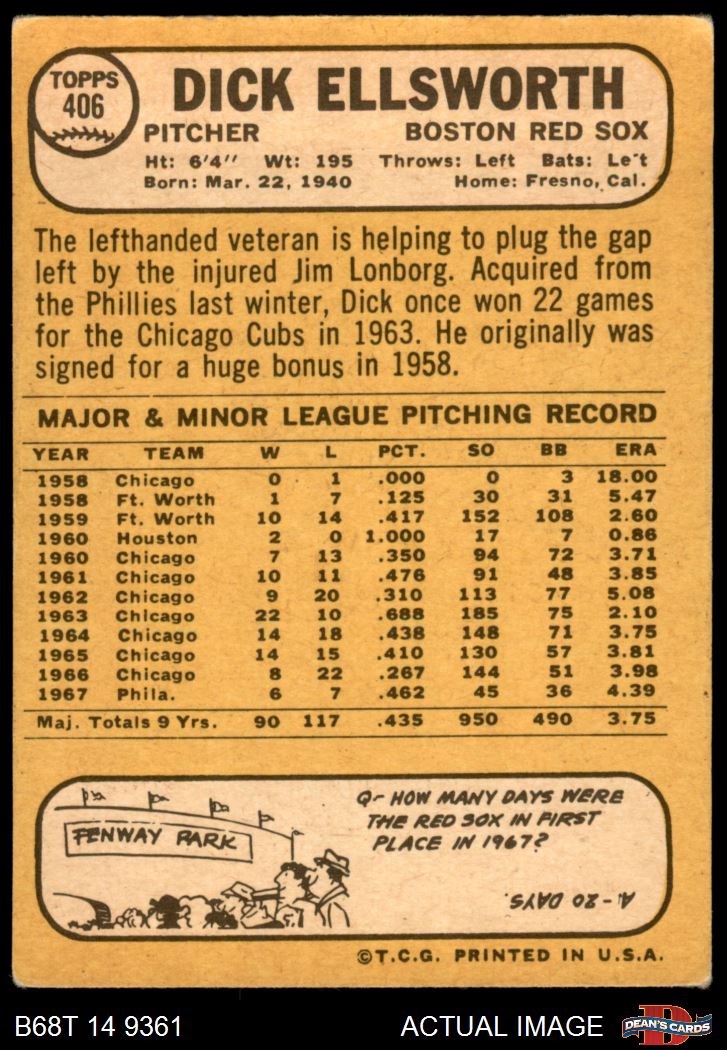 TOPPS
406
DICK ELLSWORTH
PITCHER BOSTON RED SOX
Ht: 6'4" Wt: 195 Throws: Left Bats: Left
Born: Mar. 22, 1940 Home: Fresno, Cal.
The lefthanded veteran is helping to plug the gap
left by the injured Jim Lonborg. Acquired from
the Phillies last winter, Dick once won 22 games
for the Chicago Cubs in 1963. He originally was
signed for a huge bonus in 1958.
MAJOR & MINOR LEAGUE PITCHING RECORD
YEAR TEAM W L PCT. SO BB ERA
1958 Chicago 0 1 .000 0 3 18.00
1958 Ft. Worth 1 7 .125 30 31 5.47
1959 Ft. Worth 10 14 .417 152 108 2.60
1960 Houston 2 0 1.000 17 7 0.86
1960 Chicago 7 13 .350 94 72 3.71
1961 Chicago 10 11 .476 91 48 3.85
1962 Chicago 9 20 .310 113 77 5.08
1963 Chicago 22 10 .688 185 75 2.10
1964 Chicago 14 18 .438 148 71 3.75
1965 Chicago 14 15 .410 130 57 3.81
1966 Chicago 8 22 .267 144 51 3.98
1967 Phila. 6 7 .462 45 36 4.39
Maj. Totals 9 Yrs. 90 117 .435 950 490 3.75
FENWAY PARK
Q- HOW MANY DAYS WERE
THE RED SOX IN FIRST
PLACE IN 1967?
A- 20 DAYS.
©T.C.G. PRINTED IN U.S.A.
B68T 14 9361 ACTUAL IMAGE
D
DEAN'S CARDS